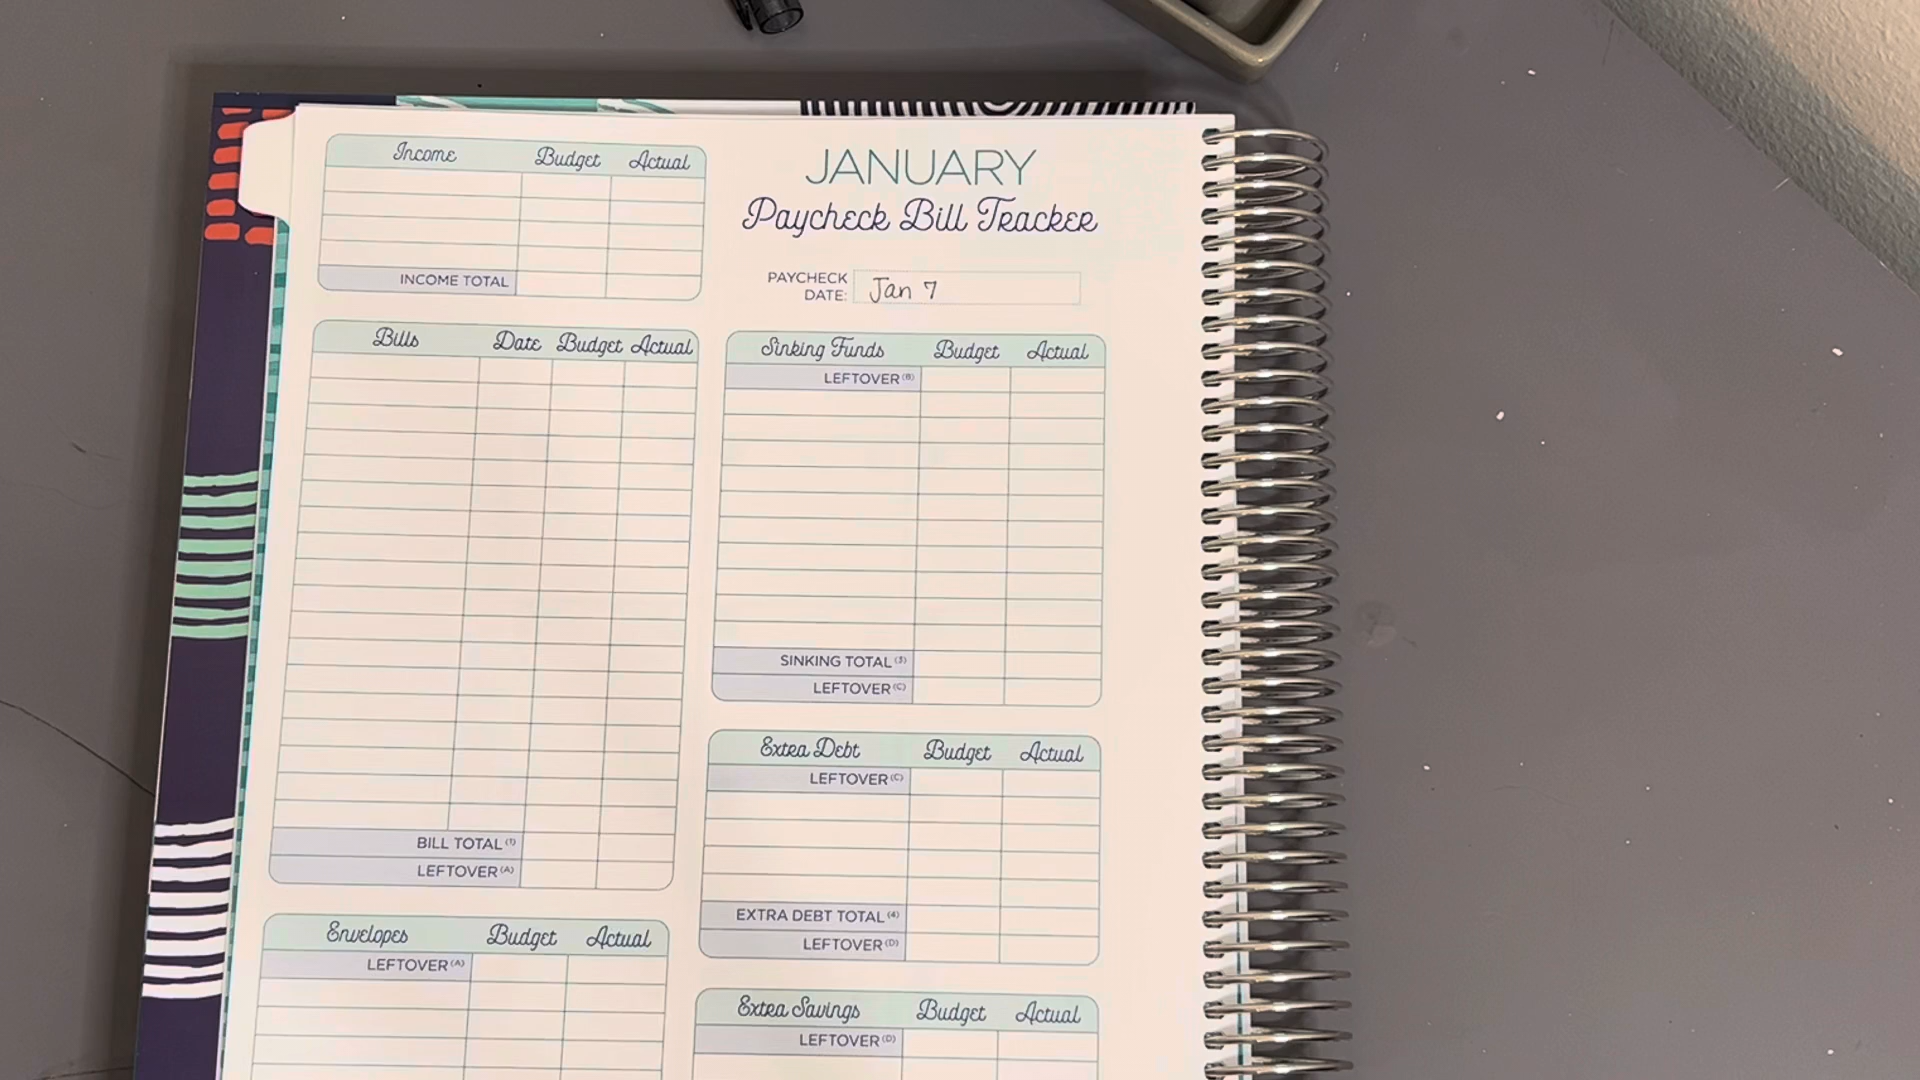 Income Budget Actual
INCOME TOTAL
JANUARY
Paycheck Bill Tracker
PAYCHECK
DATE: Jan 7
Bills Date Budget Actual
BILL TOTAL (1)
LEFTOVER (A)
Envelopes Budget Actual
LEFTOVER (A)
Sinking Funds Budget Actual
LEFTOVER (B)
SINKING TOTAL (3)
LEFTOVER (C)
Extra Debt Budget Actual
LEFTOVER (C)
EXTRA DEBT TOTAL (4)
LEFTOVER (D)
Extra Savings Budget Actual
LEFTOVER (D)